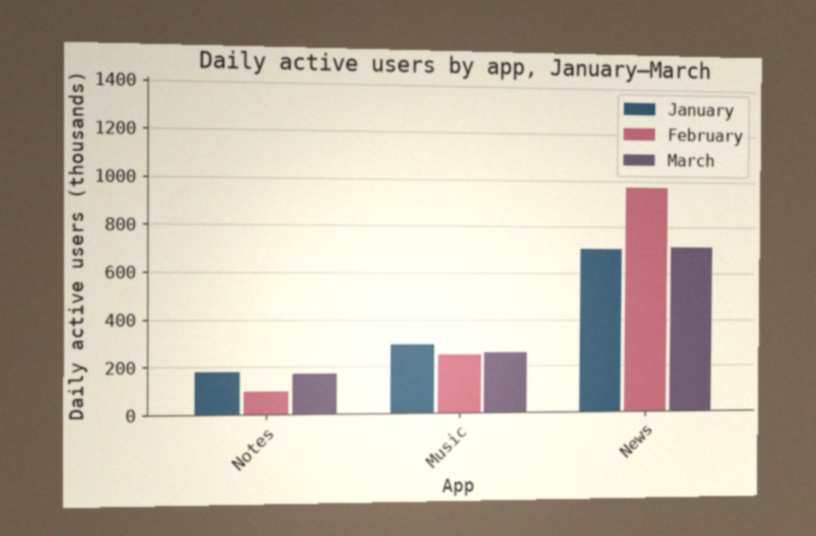 Daily active users by app, January–March
Daily active users (thousands)
1400
1200
1000
800
600
400
200
0
January
February
March
Notes
Music
News
App